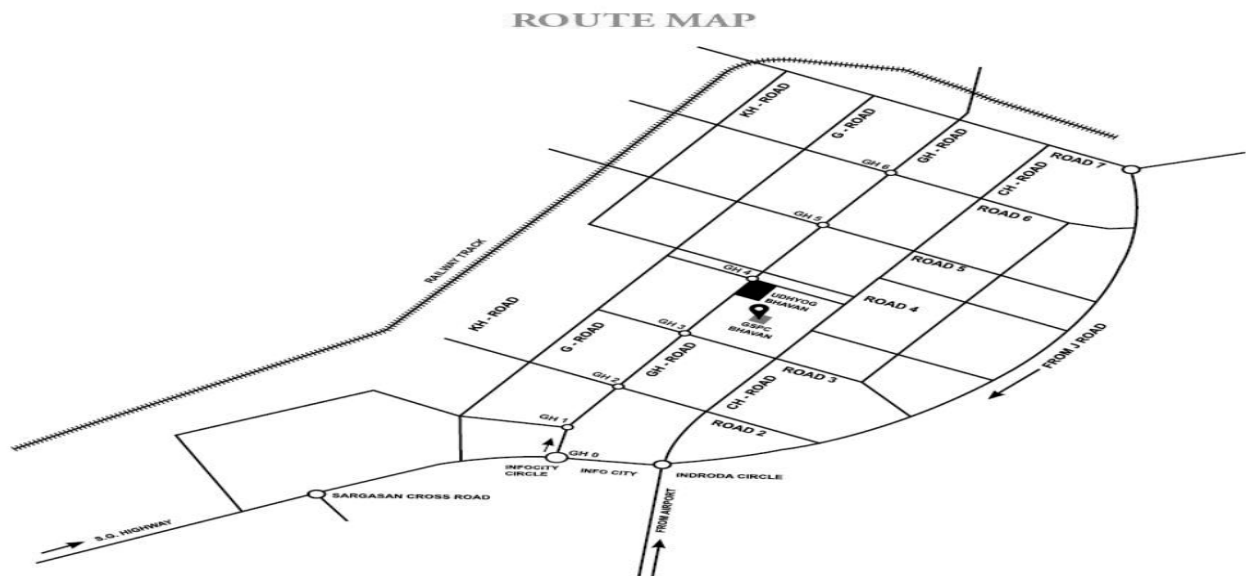 ROUTE MAP
KH - ROAD
G - ROAD
GH - ROAD
CH - ROAD
ROAD 7
GH 6
ROAD 6
GH 5
ROAD 5
RAILWAY TRACK
GH 4
UDHYOG
BHAVAN
ROAD 4
GSPC
BHAVAN
KH - ROAD
G - ROAD
GH 3
GH - ROAD
ROAD 3
FROM J ROAD
GH 2
CH - ROAD
ROAD 2
GH 1
GH 0
INFOCITY
CIRCLE
INFO CITY
INDRODA CIRCLE
SARGASAN CROSS ROAD
FROM AIRPORT
S.G. HIGHWAY